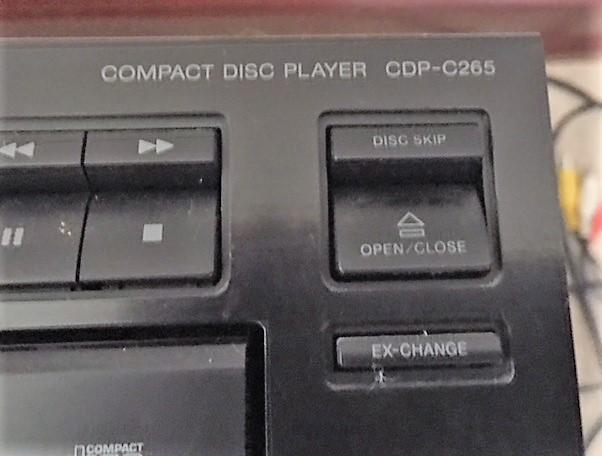 COMPACT DISC PLAYER CDP-C265
DISC SKIP
OPEN/CLOSE
EX-CHANGE
COMPACT